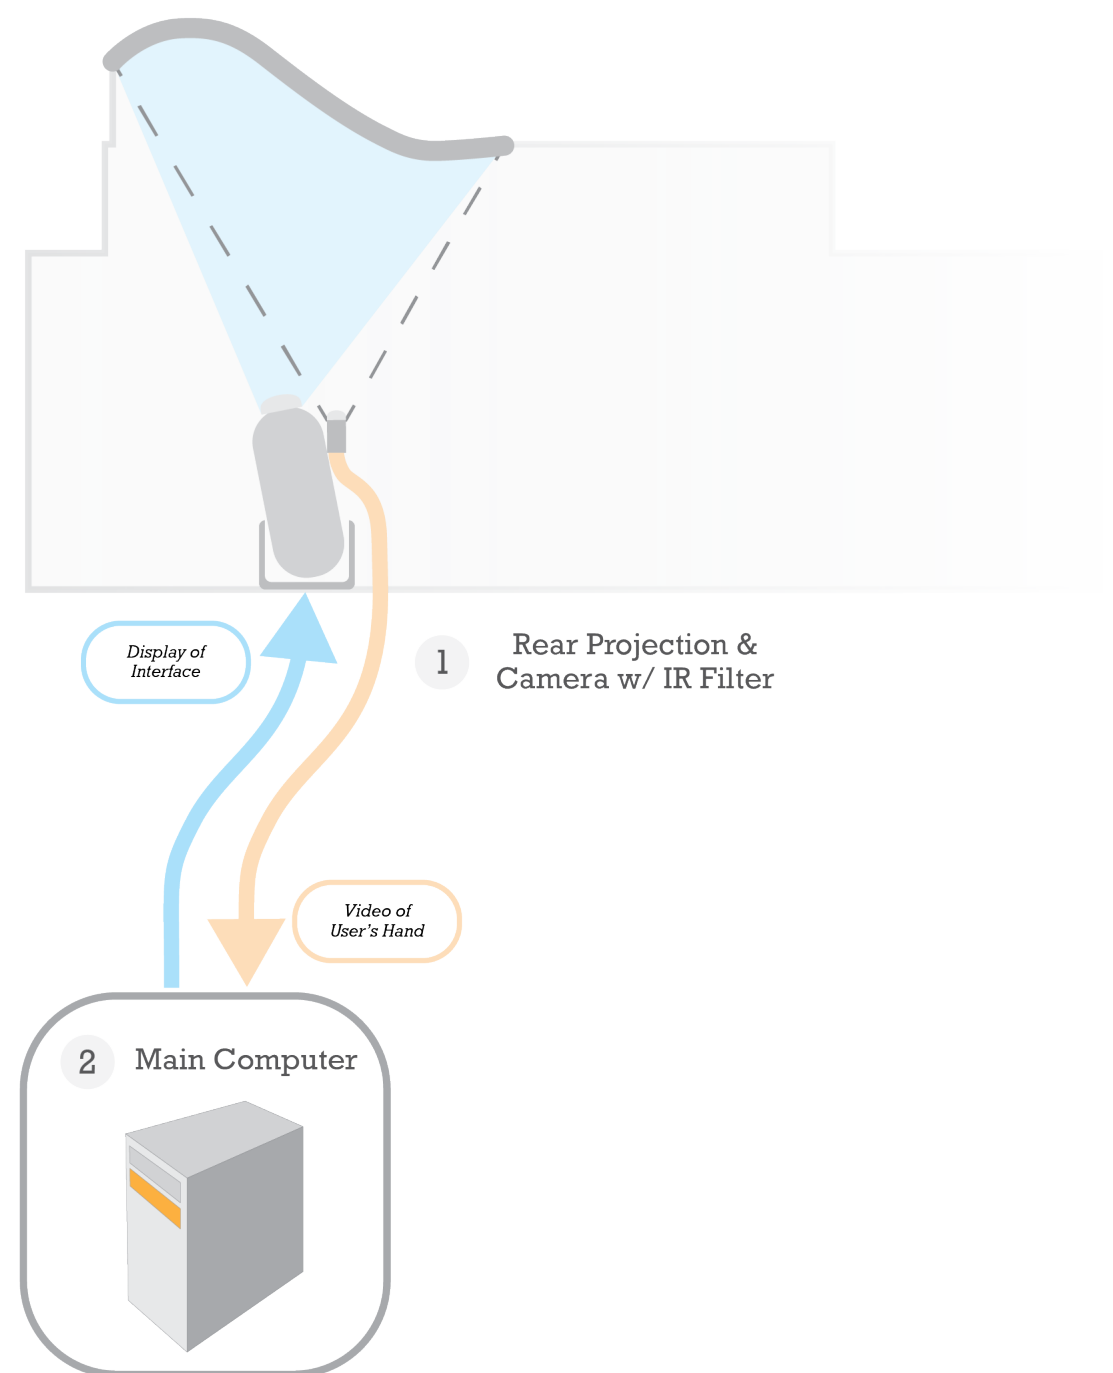 Display of
Interface
1
Rear Projection &
Camera w/ IR Filter
Video of
User's Hand
2
Main Computer